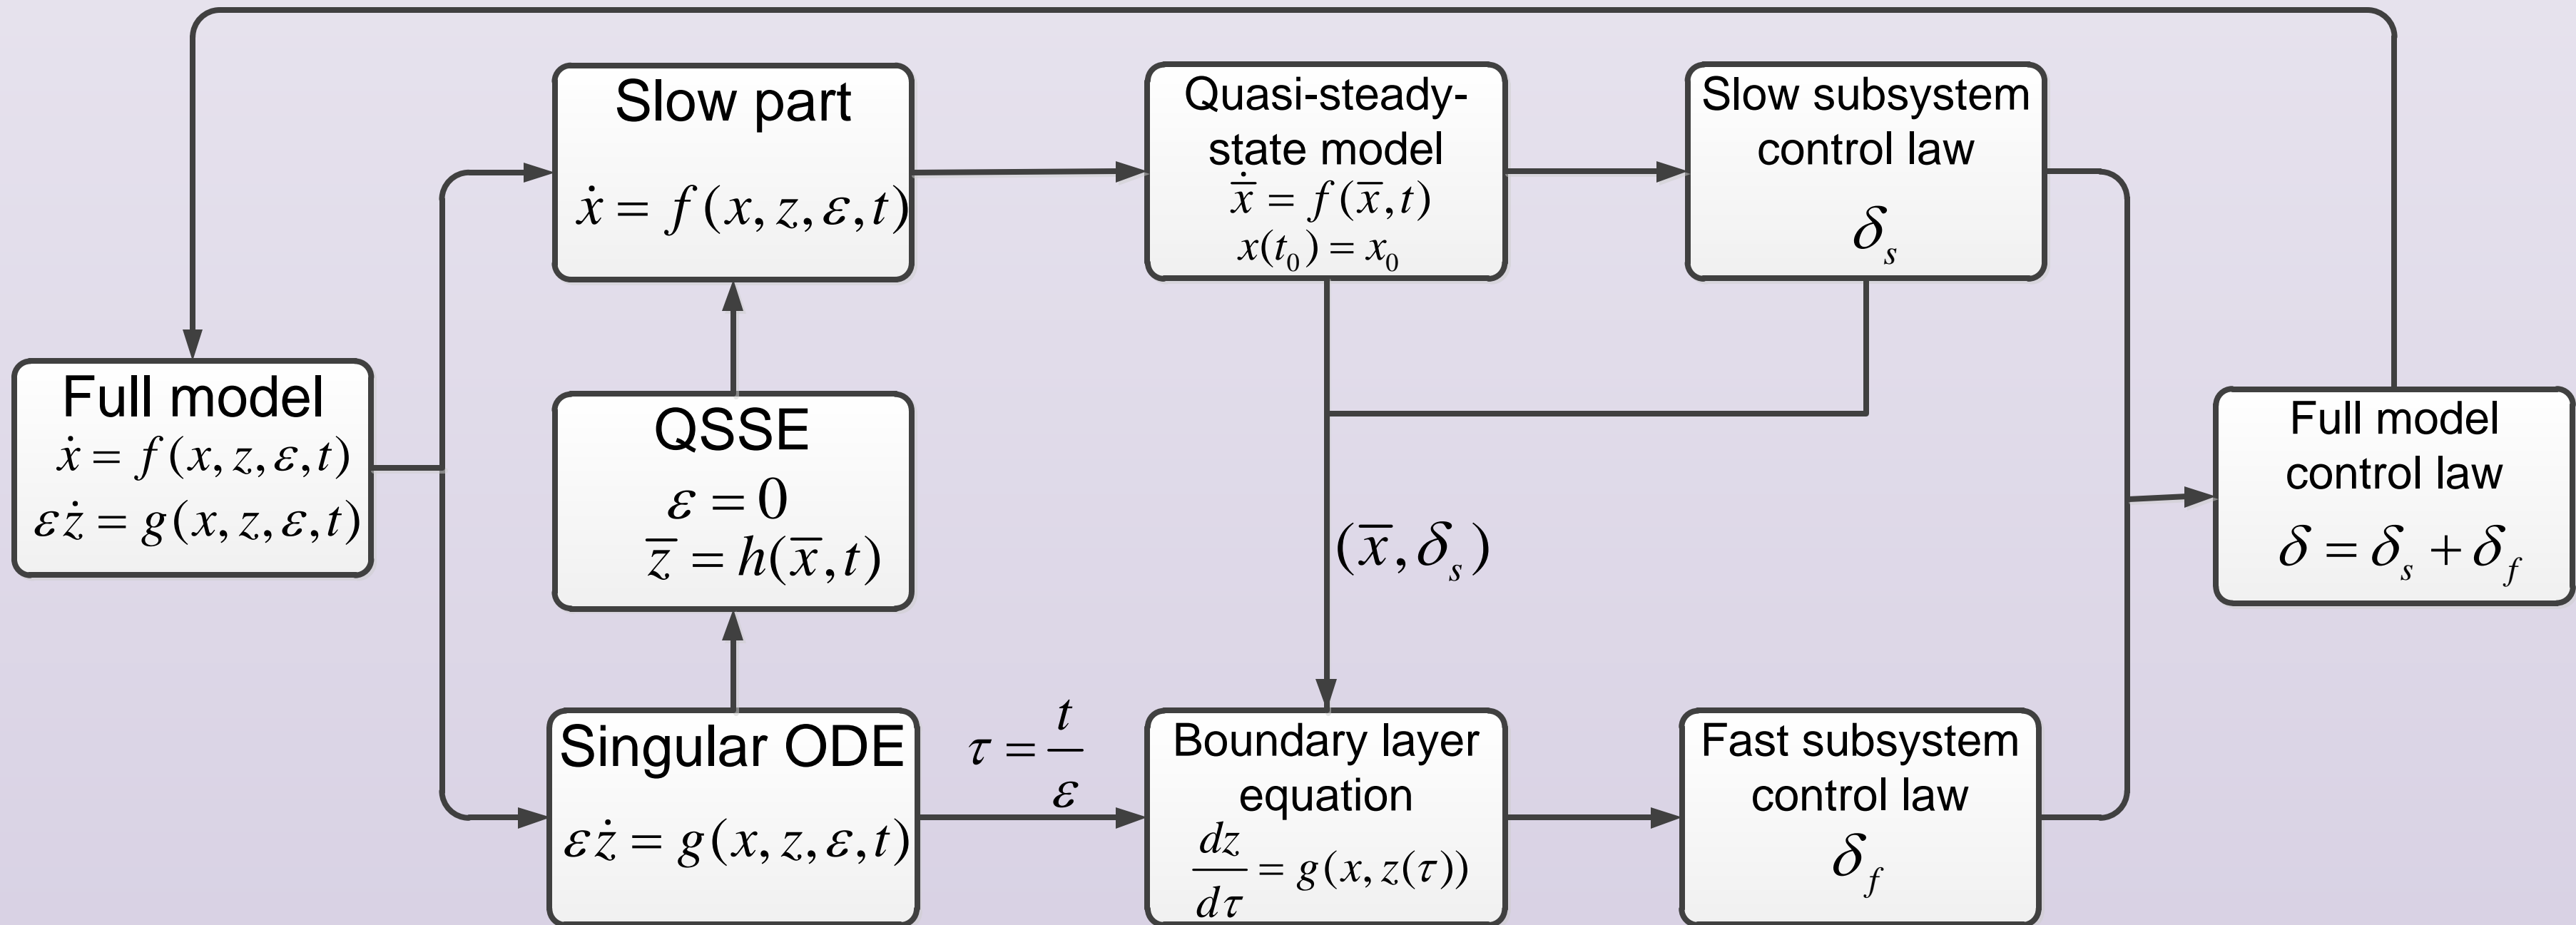 Full model
ẋ = f(x, z, ε, t)
εż = g(x, z, ε, t)
Slow part
ẋ = f(x, z, ε, t)
QSSE
ε = 0
z̅ = h(x̅, t)
Singular ODE
εż = g(x, z, ε, t)
τ = t/ε
Quasi-steady-
state model
ẋ̅ = f(x̅, t)
x(t₀) = x₀
(x̅, δₛ)
Boundary layer
equation
dz/dτ = g(x, z(τ))
Slow subsystem
control law
δₛ
Fast subsystem
control law
δ_f
Full model
control law
δ = δₛ + δ_f